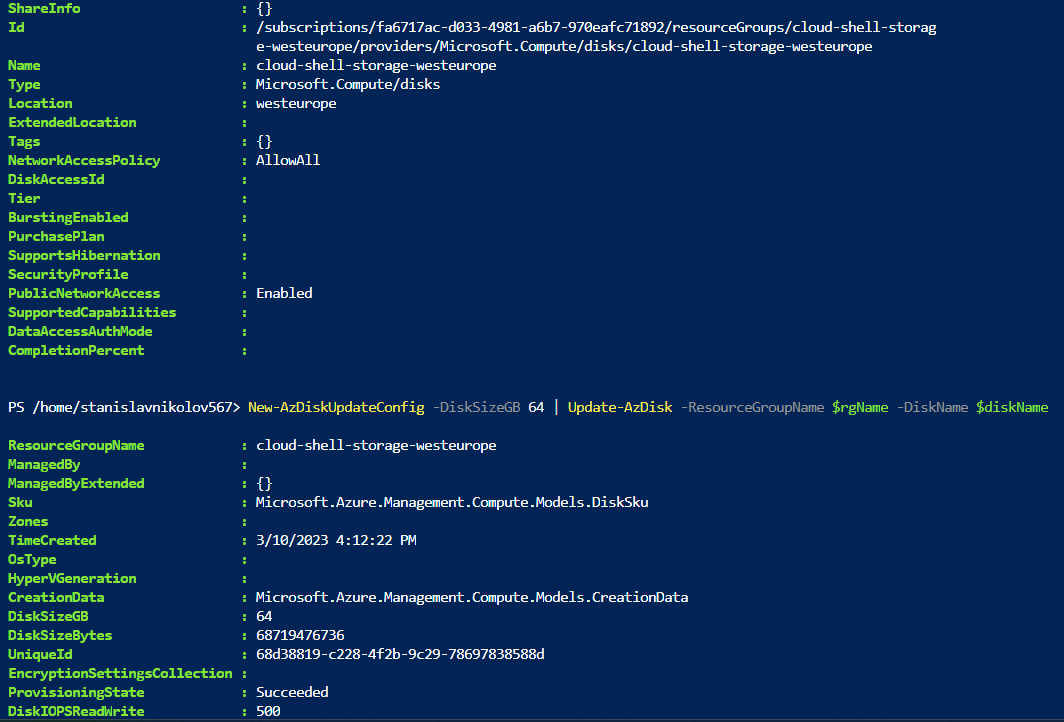 ShareInfo : {}
Id : /subscriptions/fa6717ac-d033-4981-a6b7-970eafc71892/resourceGroups/cloud-shell-storag
e-westeurope/providers/Microsoft.Compute/disks/cloud-shell-storage-westeurope
Name : cloud-shell-storage-westeurope
Type : Microsoft.Compute/disks
Location : westeurope
ExtendedLocation :
Tags : {}
NetworkAccessPolicy : AllowAll
DiskAccessId :
Tier :
BurstingEnabled :
PurchasePlan :
SupportsHibernation :
SecurityProfile :
PublicNetworkAccess : Enabled
SupportedCapabilities :
DataAccessAuthMode :
CompletionPercent :
PS /home/stanislavnikolov567> New-AzDiskUpdateConfig -DiskSizeGB 64 | Update-AzDisk -ResourceGroupName $rgName -DiskName $diskName
ResourceGroupName : cloud-shell-storage-westeurope
ManagedBy :
ManagedByExtended : {}
Sku : Microsoft.Azure.Management.Compute.Models.DiskSku
Zones :
TimeCreated : 3/10/2023 4:12:22 PM
OsType :
HyperVGeneration :
CreationData : Microsoft.Azure.Management.Compute.Models.CreationData
DiskSizeGB : 64
DiskSizeBytes : 68719476736
UniqueId : 68d38819-c228-4f2b-9c29-78697838588d
EncryptionSettingsCollection :
ProvisioningState : Succeeded
DiskIOPSReadWrite : 500